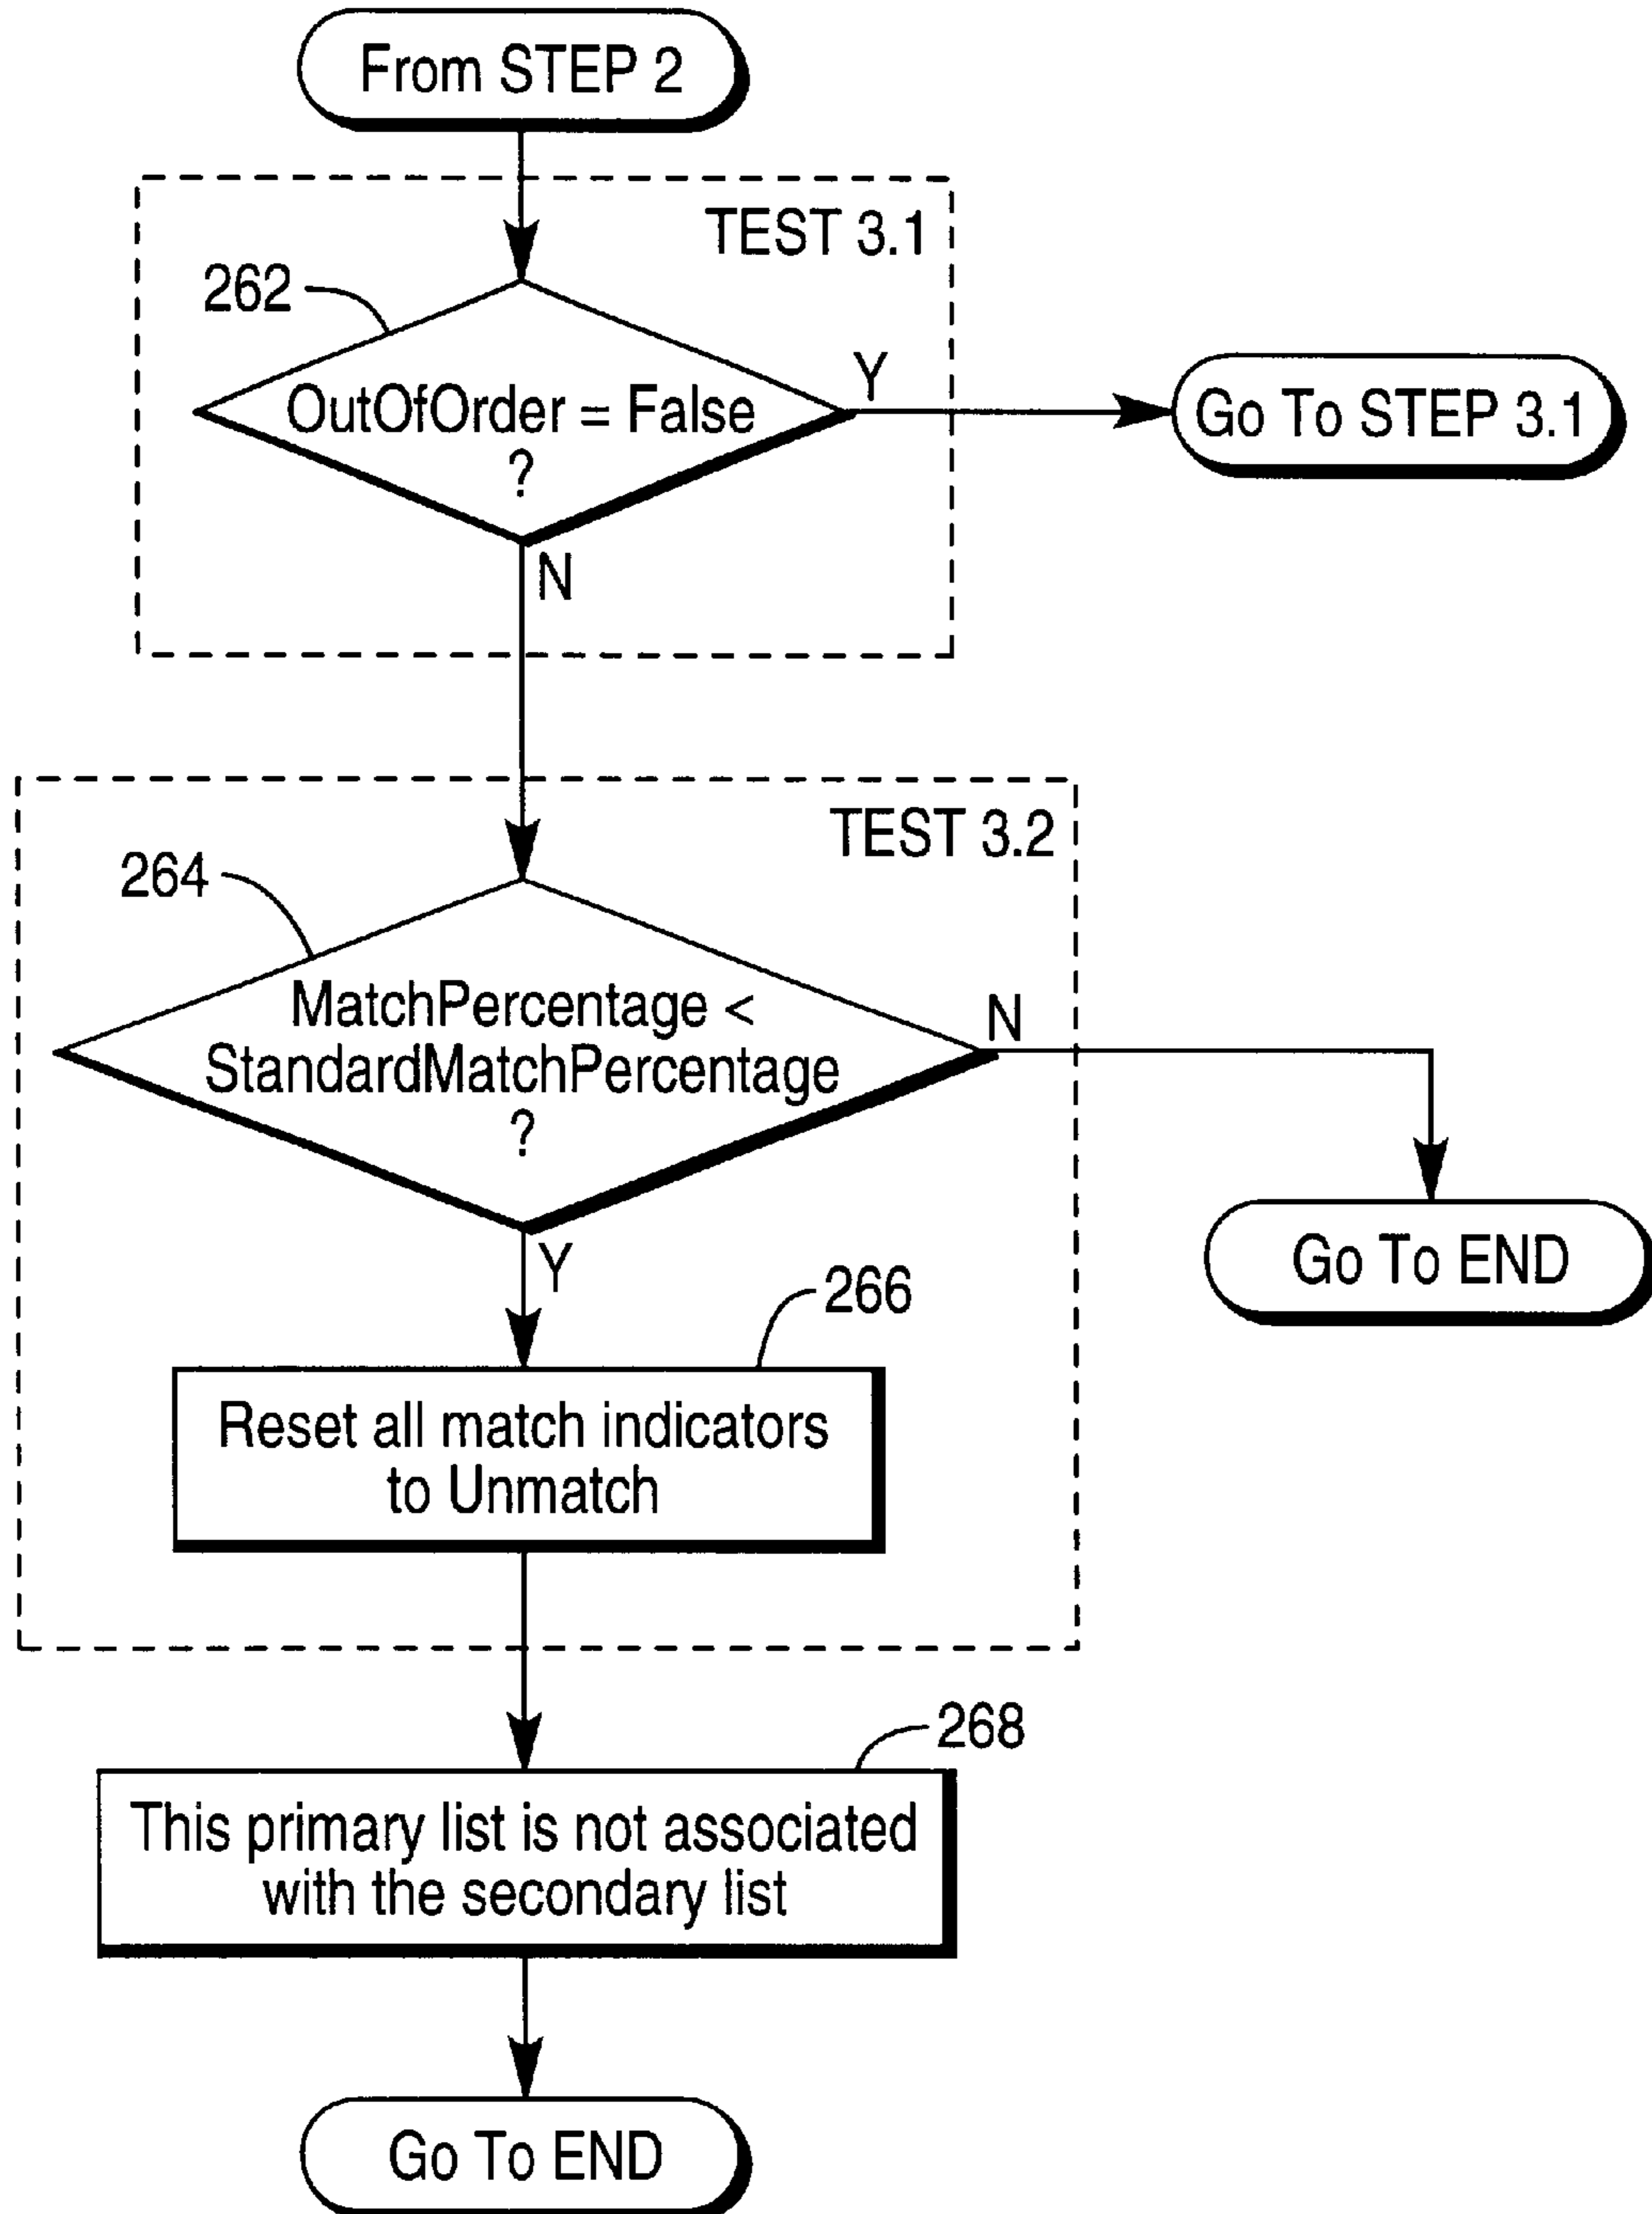 From STEP 2
TEST 3.1
262
OutOfOrder = False
?
Y
Go To STEP 3.1
N
TEST 3.2
264
MatchPercentage <
StandardMatchPercentage
?
N
Go To END
Y
266
Reset all match indicators
to Unmatch
268
This primary list is not associated
with the secondary list
Go To END